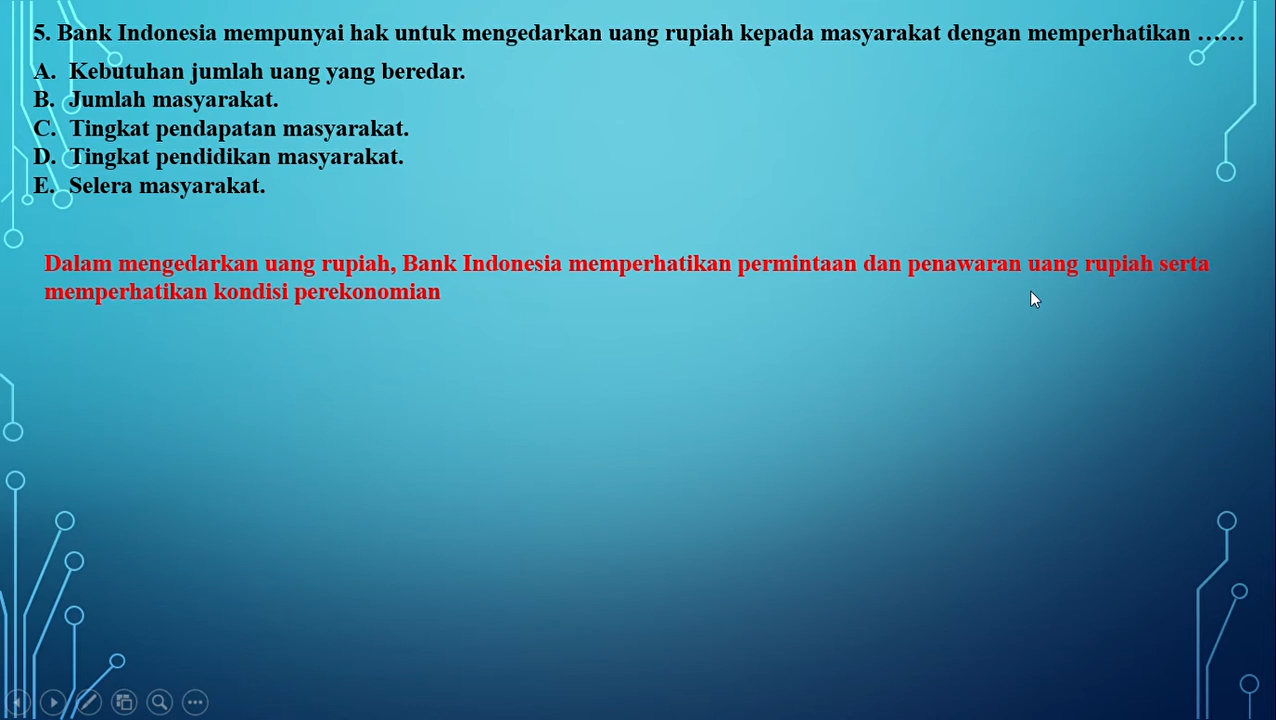 5. Bank Indonesia mempunyai hak untuk mengedarkan uang rupiah kepada masyarakat dengan memperhatikan ……
A. Kebutuhan jumlah uang yang beredar.
B. Jumlah masyarakat.
C. Tingkat pendapatan masyarakat.
D. Tingkat pendidikan masyarakat.
E. Selera masyarakat.
Dalam mengedarkan uang rupiah, Bank Indonesia memperhatikan permintaan dan penawaran uang rupiah serta
memperhatikan kondisi perekonomian